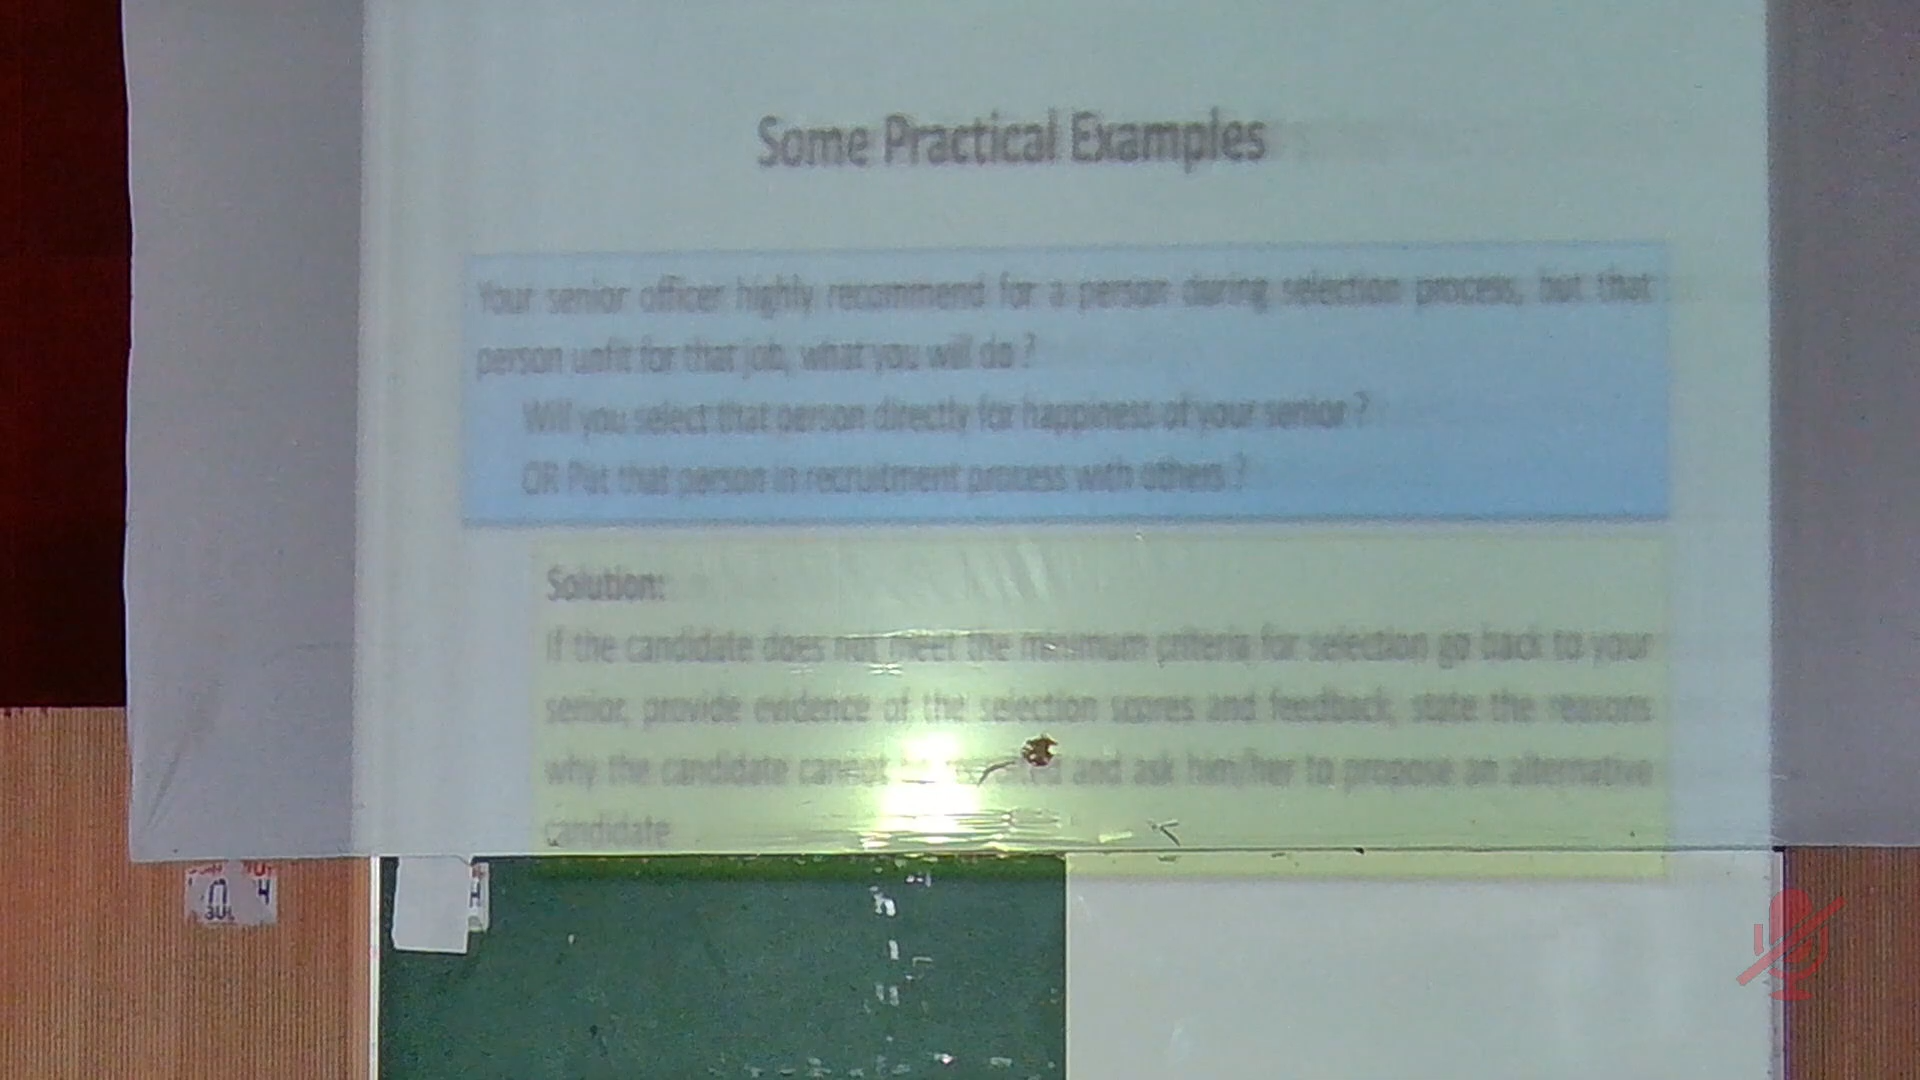 Some Practical Examples
Your senior officer highly recommend for a person during selection process, but that
person unfit for that job, what you will do ?
Will you select that person directly for happiness of your senior ?
OR Put that person in recruitment process with others ?
Solution:
If the candidate does not meet the minimum criteria for selection go back to your
senior, provide evidence of the selection scores and feedback, state the reasons
why the candidate cannot and ask him/her to propose an alternative
candidate